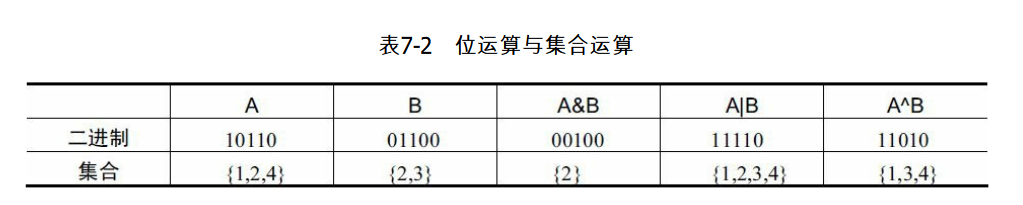 表7-2 位运算与集合运算
A B A&B A|B A^B
二进制 10110 01100 00100 11110 11010
集合 {1,2,4} {2,3} {2} {1,2,3,4} {1,3,4}